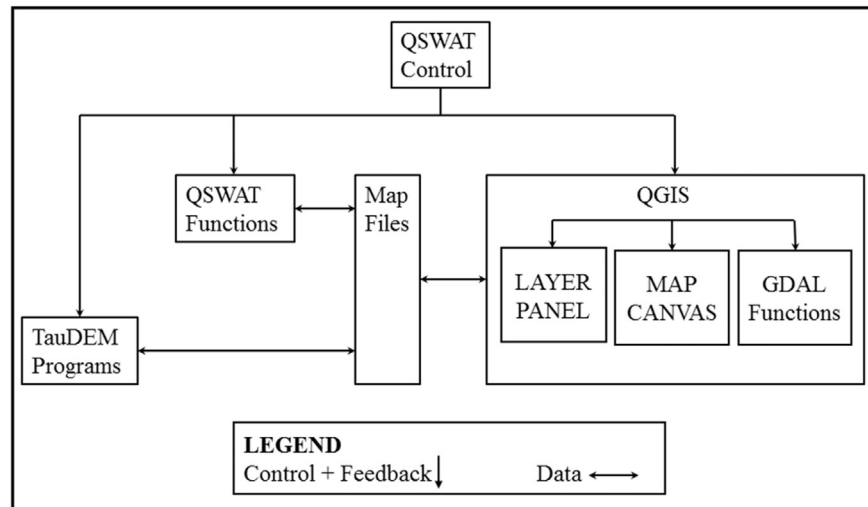 QSWAT
Control
QSWAT
Functions
Map
Files
QGIS
LAYER
PANEL
MAP
CANVAS
GDAL
Functions
TauDEM
Programs
LEGEND
Control + Feedback
Data